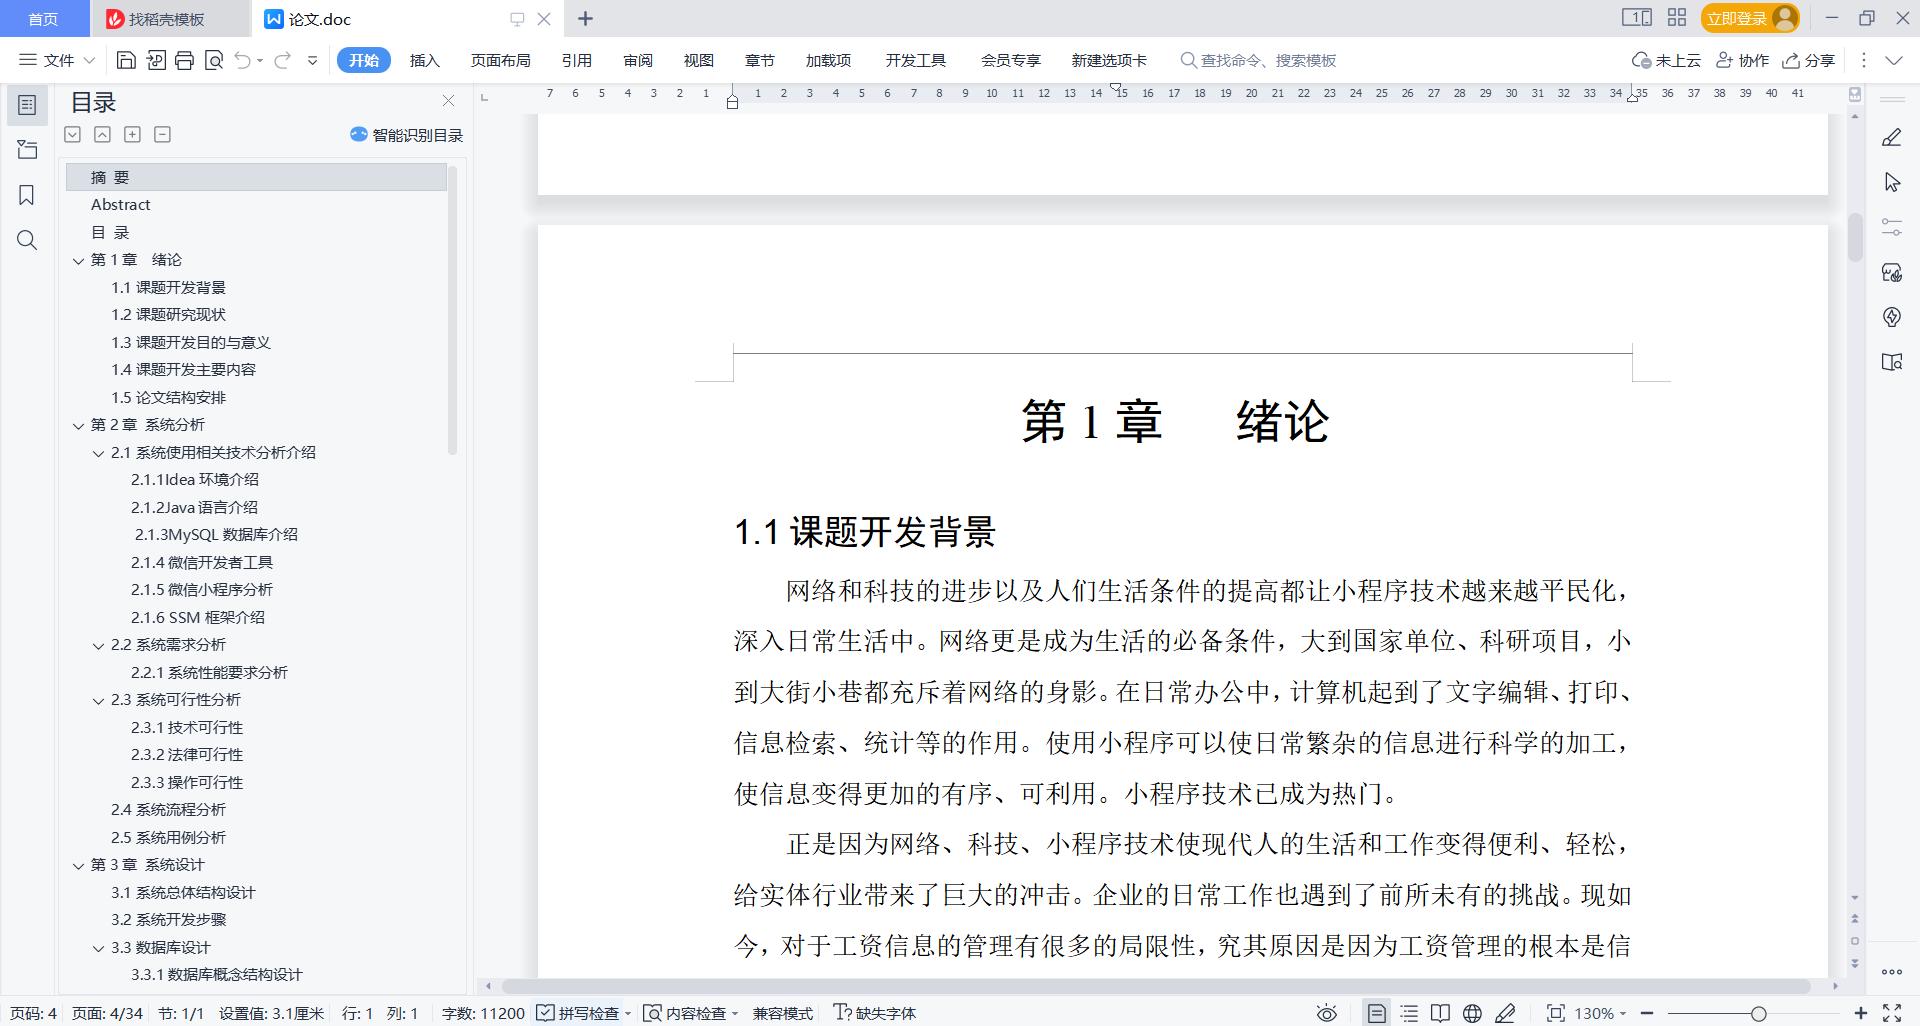 首页
找稻壳模板
论文.doc
立即登录
文件
开始
插入
页面布局
引用
审阅
视图
章节
加载项
开发工具
会员专享
新建选项卡
查找命令、搜索模板
未上云
协作
分享
目录
智能识别目录
7 6 5 4 3 2 1 1 2 3 4 5 6 7 8 9 10 11 12 13 14 15 16 17 18 19 20 21 22 23 24 25 26 27 28 29 30 31 32 33 34 35 36 37 38 39 40 41
摘 要
Abstract
目 录
第 1 章 绪论
1.1 课题开发背景
1.2 课题研究现状
1.3 课题开发目的与意义
1.4 课题开发主要内容
1.5 论文结构安排
第 2 章 系统分析
2.1 系统使用相关技术分析介绍
2.1.1Idea 环境介绍
2.1.2Java 语言介绍
2.1.3MySQL 数据库介绍
2.1.4 微信开发者工具
2.1.5 微信小程序分析
2.1.6 SSM 框架介绍
2.2 系统需求分析
2.2.1 系统性能要求分析
2.3 系统可行性分析
2.3.1 技术可行性
2.3.2 法律可行性
2.3.3 操作可行性
2.4 系统流程分析
2.5 系统用例分析
第 3 章 系统设计
3.1 系统总体结构设计
3.2 系统开发步骤
3.3 数据库设计
3.3.1 数据库概念结构设计
第 1 章 绪论
1.1 课题开发背景
网络和科技的进步以及人们生活条件的提高都让小程序技术越来越平民化，
深入日常生活中。网络更是成为生活的必备条件，大到国家单位、科研项目，小
到大街小巷都充斥着网络的身影。在日常办公中，计算机起到了文字编辑、打印、
信息检索、统计等的作用。使用小程序可以使日常繁杂的信息进行科学的加工，
使信息变得更加的有序、可利用。小程序技术已成为热门。
正是因为网络、科技、小程序技术使现代人的生活和工作变得便利、轻松，
给实体行业带来了巨大的冲击。企业的日常工作也遇到了前所未有的挑战。现如
今，对于工资信息的管理有很多的局限性，究其原因是因为工资管理的根本是信
页码: 4 页面: 4/34 节: 1/1 设置值: 3.1厘米 行: 1 列: 1 字数: 11200 拼写检查 内容检查 兼容模式 缺失字体 130%